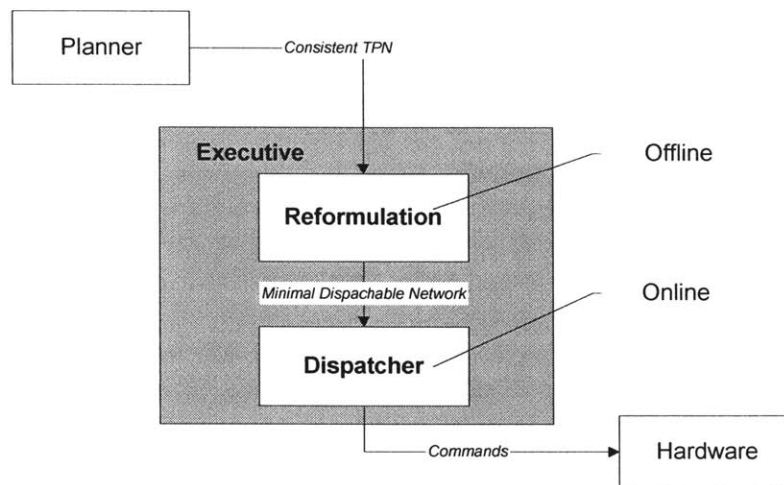 Planner
Consistent TPN
Executive
Offline
Reformulation
Minimal Dispachable Network
Online
Dispatcher
Commands
Hardware